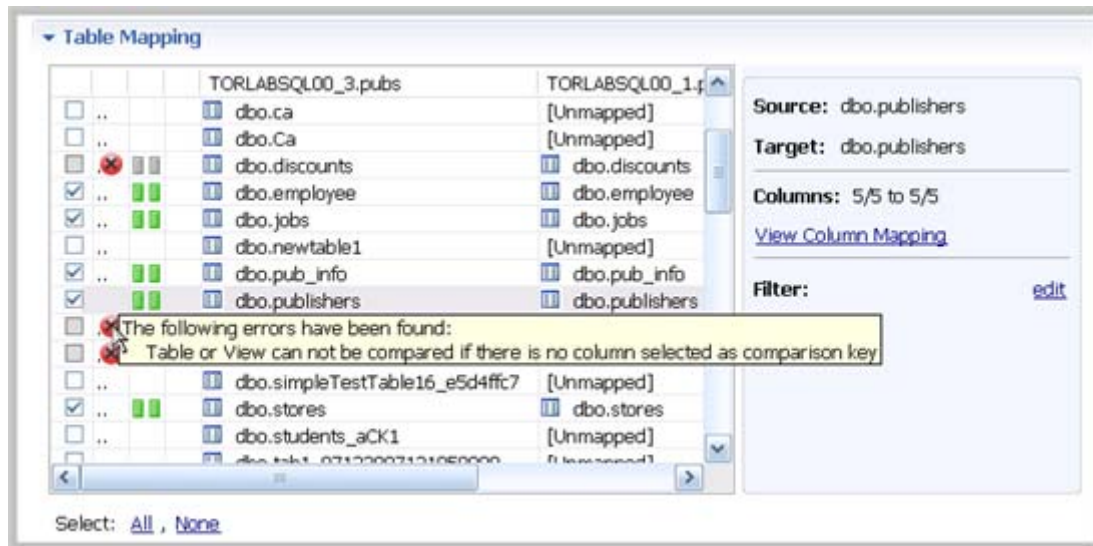 Table Mapping
TORLABSQL00_3.pubs TORLABSQL00_1.p
.. dbo.ca [Unmapped]
.. dbo.Ca [Unmapped]
dbo.discounts dbo.discounts
.. dbo.employee dbo.employee
.. dbo.jobs dbo.jobs
.. dbo.newtable1 [Unmapped]
.. dbo.pub_info dbo.pub_info
dbo.publishers dbo.publishers
The following errors have been found:
Table or View can not be compared if there is no column selected as comparison key
.. dbo.simpleTestTable16_e5d4ffc7 [Unmapped]
.. dbo.stores dbo.stores
.. dbo.students_aCK1 [Unmapped]
Select: All , None
Source: dbo.publishers
Target: dbo.publishers
Columns: 5/5 to 5/5
View Column Mapping
Filter: edit